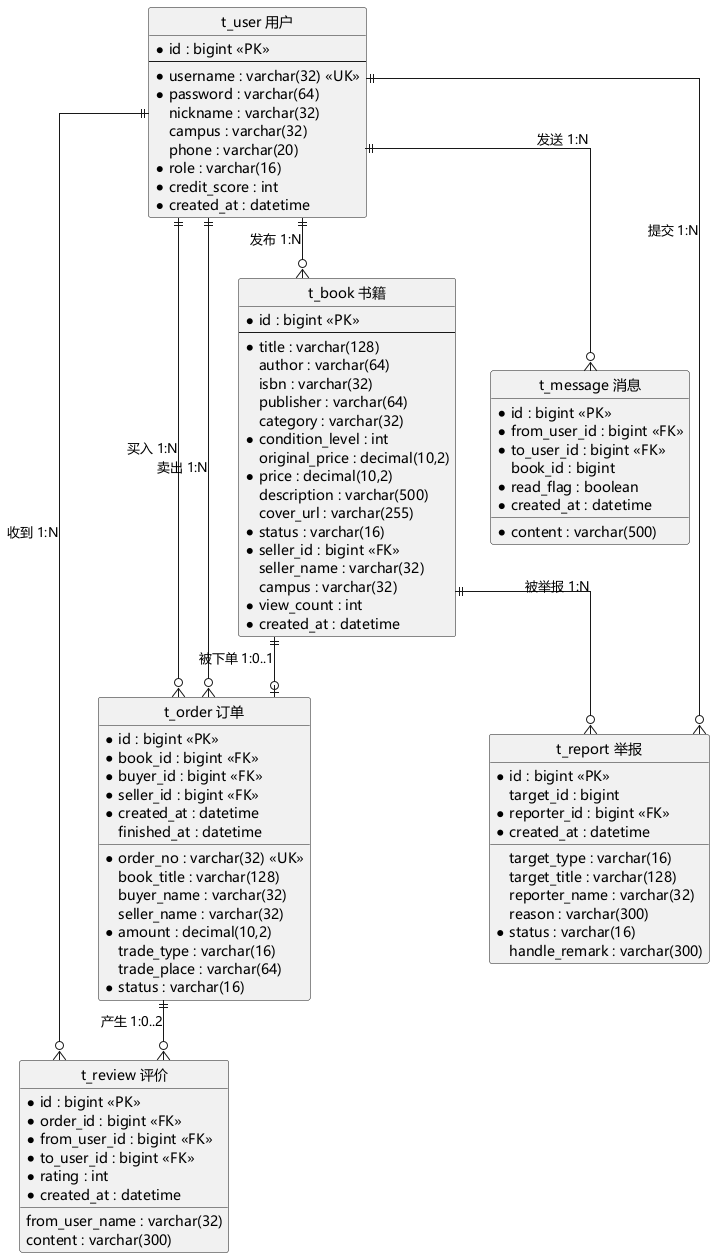 t_user 用户
id : bigint «PK»
username : varchar(32) «UK»
password : varchar(64)
nickname : varchar(32)
campus : varchar(32)
phone : varchar(20)
role : varchar(16)
credit_score : int
created_at : datetime
发送 1:N
提交 1:N
发布 1:N
t_book 书籍
id : bigint «PK»
title : varchar(128)
author : varchar(64)
isbn : varchar(32)
publisher : varchar(64)
category : varchar(32)
condition_level : int
original_price : decimal(10,2)
price : decimal(10,2)
description : varchar(500)
cover_url : varchar(255)
status : varchar(16)
seller_id : bigint «FK»
seller_name : varchar(32)
campus : varchar(32)
view_count : int
created_at : datetime
t_message 消息
id : bigint «PK»
from_user_id : bigint «FK»
to_user_id : bigint «FK»
book_id : bigint
read_flag : boolean
created_at : datetime
content : varchar(500)
买入 1:N
卖出 1:N
收到 1:N
被举报 1:N
被下单 1:0..1
t_order 订单
id : bigint «PK»
book_id : bigint «FK»
buyer_id : bigint «FK»
seller_id : bigint «FK»
created_at : datetime
finished_at : datetime
order_no : varchar(32) «UK»
book_title : varchar(128)
buyer_name : varchar(32)
seller_name : varchar(32)
amount : decimal(10,2)
trade_type : varchar(16)
trade_place : varchar(64)
status : varchar(16)
t_report 举报
id : bigint «PK»
target_id : bigint
reporter_id : bigint «FK»
created_at : datetime
target_type : varchar(16)
target_title : varchar(128)
reporter_name : varchar(32)
reason : varchar(300)
status : varchar(16)
handle_remark : varchar(300)
产生 1:0..2
t_review 评价
id : bigint «PK»
order_id : bigint «FK»
from_user_id : bigint «FK»
to_user_id : bigint «FK»
rating : int
created_at : datetime
from_user_name : varchar(32)
content : varchar(300)